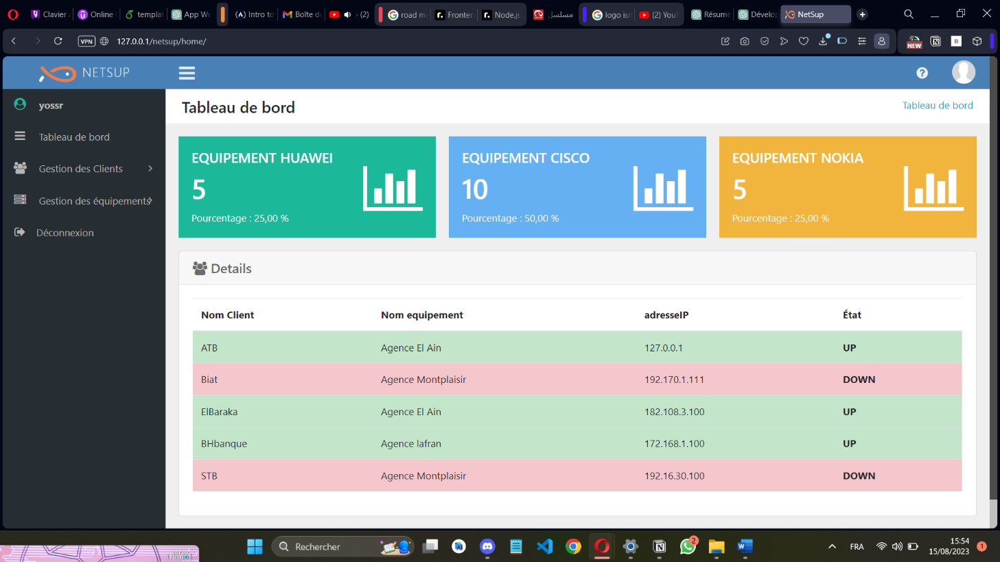 Clavier
Online
templat
App We
(A) Intro to
Boîte d
(2)
road m
Fronter
Node.js
مسلسل
logo isi
(2) You
Résum
Dévelop
NetSup
VPN
127.0.0.1/netsup/home/
NEW
NETSUP
yossr
Tableau de bord
Gestion des Clients
Gestion des équipements
Déconnexion
Tableau de bord
Tableau de bord
EQUIPEMENT HUAWEI
5
Pourcentage : 25,00 %
EQUIPEMENT CISCO
10
Pourcentage : 50,00 %
EQUIPEMENT NOKIA
5
Pourcentage : 25,00 %
Details
Nom Client Nom equipement adresseIP État
ATB Agence El Ain 127.0.0.1 UP
Biat Agence Montplaisir 192.170.1.111 DOWN
ElBaraka Agence El Ain 182.108.3.100 UP
BHbanque Agence lafran 172.168.1.100 UP
STB Agence Montplaisir 192.16.30.100 DOWN
Rechercher
2
FRA
15:54
15/08/2023
1